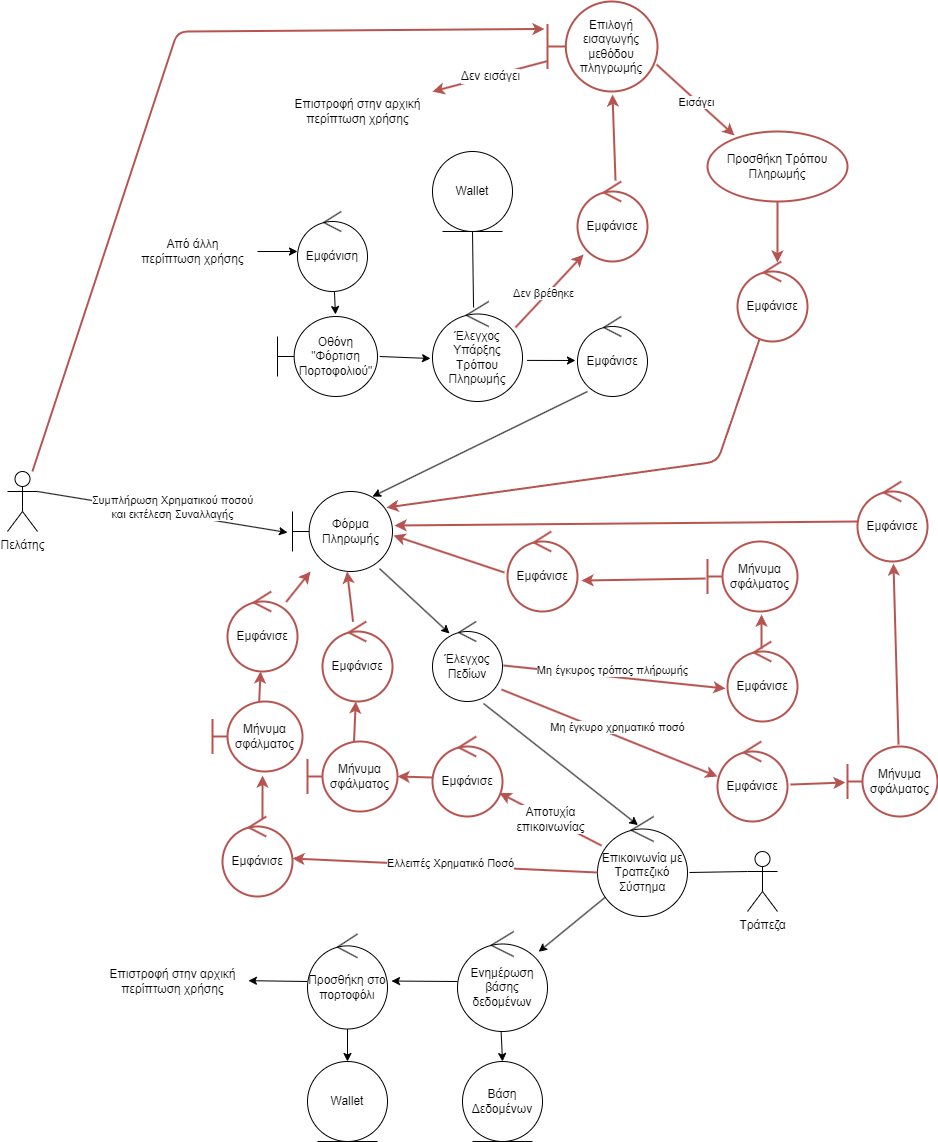 Επιλογή
εισαγωγής
μεθόδου
πληγρωμής
Δεν εισάγει
Επιστροφή στην αρχική
περίπτωση χρήσης
Εισάγει
Προσθήκη Τρόπου
Πληρωμής
Wallet
Εμφάνισε
Από άλλη
περίπτωση χρήσης
Εμφάνιση
Δεν βρέθηκε
Εμφάνισε
Οθόνη
"Φόρτιση
Πορτοφολιού"
Έλεγχος
Υπάρξης
Τρόπου
Πληρωμής
Εμφάνισε
Πελάτης
Συμπλήρωση Χρηματικού ποσού
και εκτέλεση Συναλλαγής
Φόρμα
Πληρωμής
Εμφάνισε
Εμφάνισε
Μήνυμα
σφάλματος
Εμφάνισε
Εμφάνισε
Έλεγχος
Πεδίων
Μη έγκυρος τρόπος πλήρωμής
Εμφάνισε
Μη έγκυρο χρηματικό ποσό
Μήνυμα
σφάλματος
Μήνυμα
σφάλματος
Εμφάνισε
Εμφάνισε
Μήνυμα
σφάλματος
Αποτυχία
επικοινωνίας
Εμφάνισε
Ελλειπές Χρηματικό Ποσό
Επικοινωνία με
Τραπεζικό
Σύστημα
Τράπεζα
Επιστροφή στην αρχική
περίπτωση χρήσης
Προσθήκη στο
πορτοφόλι
Ενημέρωση
βάσης
δεδομένων
Wallet
Βάση
Δεδομένων